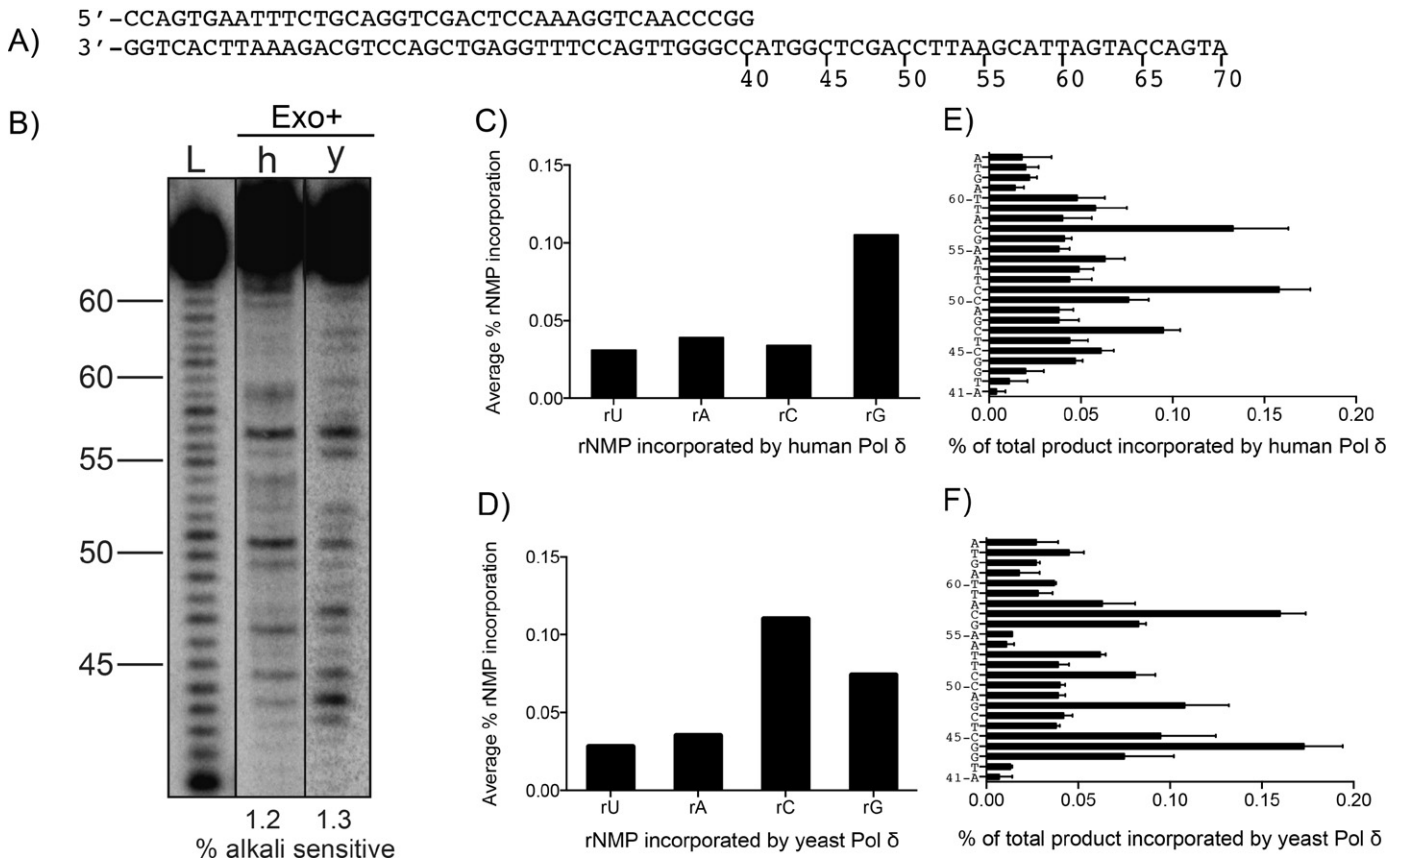 A)
5′-CCAGTGAATTTCTGCAGGTCGACTCCAAAGGTCAACCCGG
3′-GGTCACTTAAAGACGTCCAGCTGAGGTTTCCAGTTGGGCCATGGCTCGACCTTAAGCATTAGTACCAGTA
40 45 50 55 60 65 70
B)
Exo+
L h y
60
60
55
50
45
1.2 1.3
% alkali sensitive
C)
Average % rNMP incorporation
0.15
0.10
0.05
0.00
rU rA rC rG
rNMP incorporated by human Pol δ
D)
Average % rNMP incorporation
0.15
0.10
0.05
0.00
rU rA rC rG
rNMP incorporated by yeast Pol δ
E)
A
T
G
A
60-T
T
A
C
G
55-A
A
T
T
C
50-C
A
G
C
T
45-C
G
G
T
41-A
0.00 0.05 0.10 0.15 0.20
% of total product incorporated by human Pol δ
F)
A
T
G
A
60-T
T
A
C
G
55-A
A
T
T
C
50-C
A
G
C
T
45-C
G
G
T
41-A
0.00 0.05 0.10 0.15 0.20
% of total product incorporated by yeast Pol δ